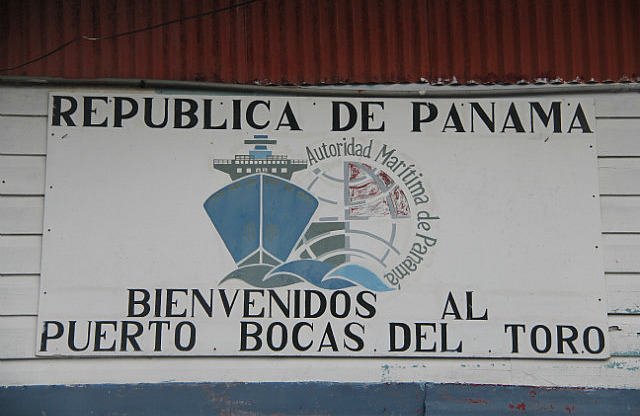 REPUBLICA DE PANAMA
Autoridad Marítima de Panamá
BIENVENIDOS AL
PUERTO BOCAS DEL TORO